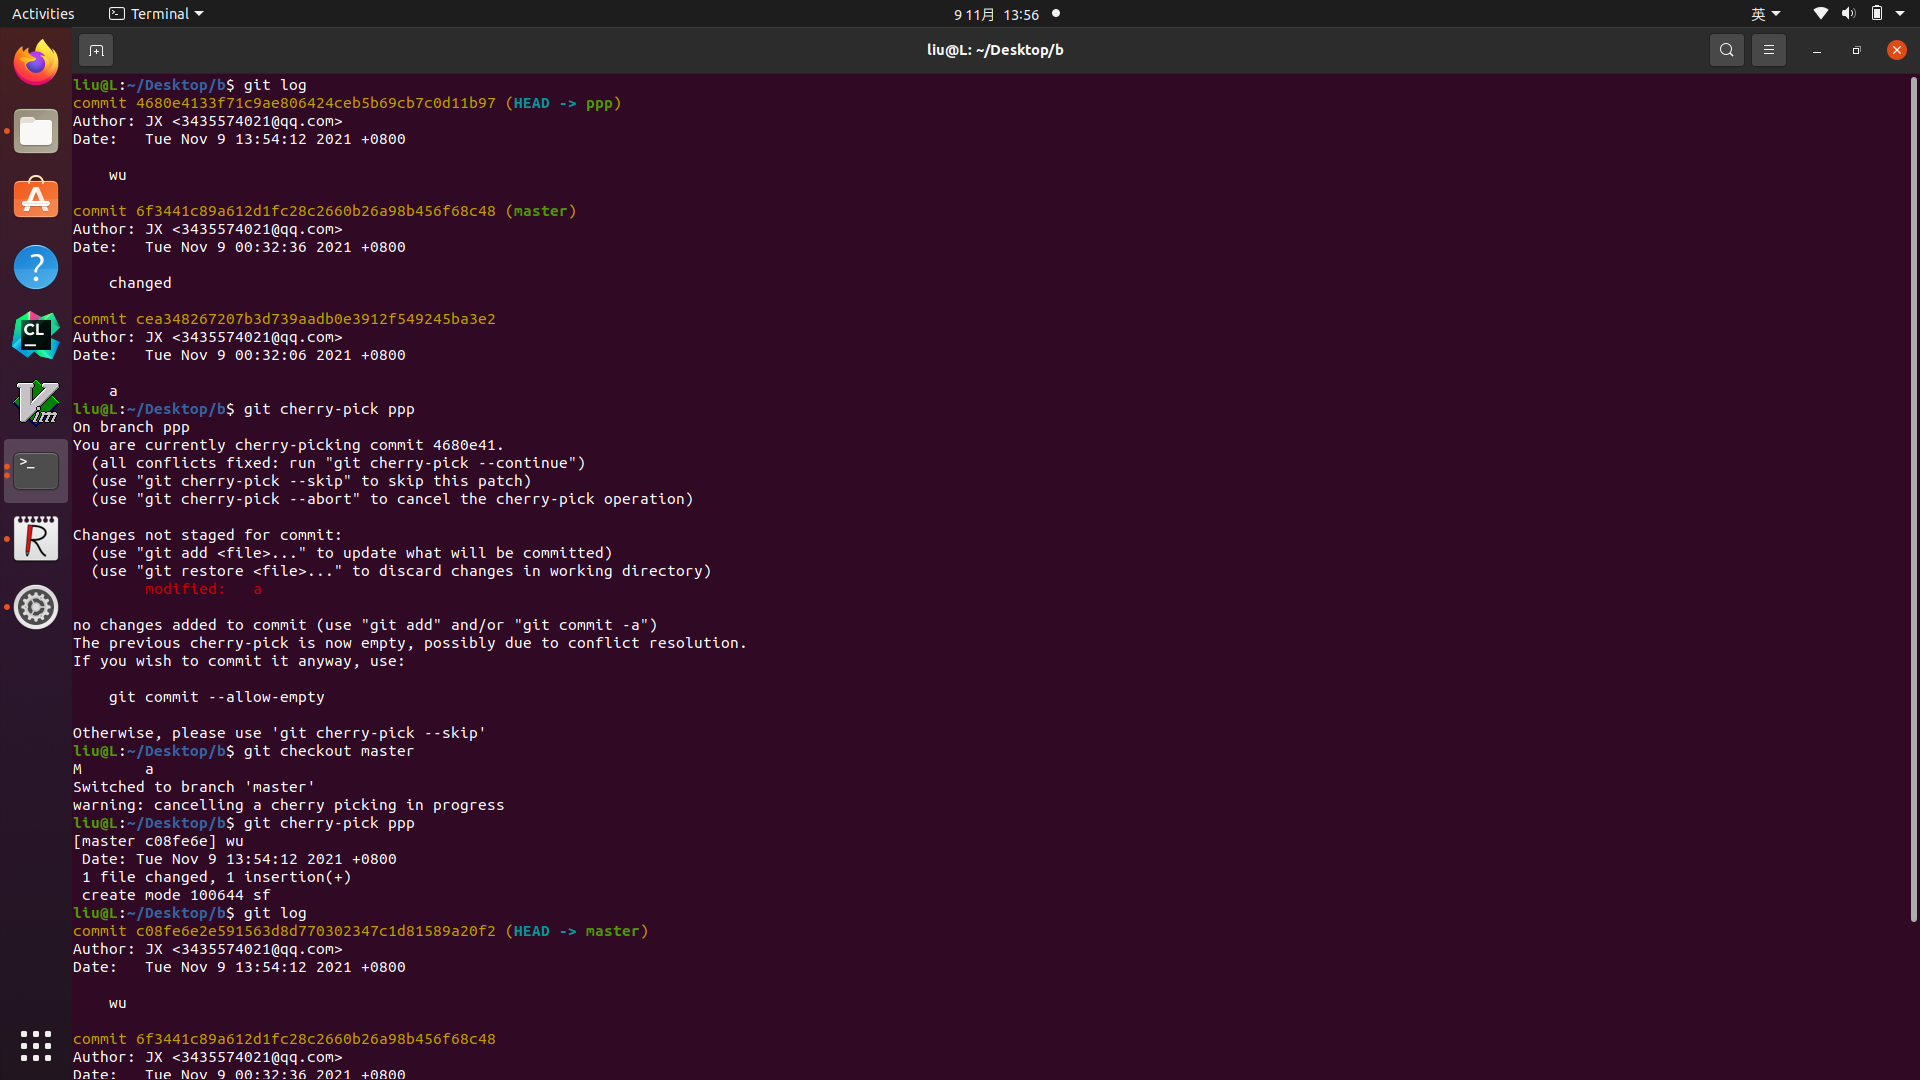 Activities
Terminal
9 11月 13:56
英
liu@L: ~/Desktop/b
liu@L:~/Desktop/b$ git log
commit 4680e4133f71c9ae806424ceb5b69cb7c0d11b97 (HEAD -> ppp)
Author: JX <3435574021@qq.com>
Date:   Tue Nov 9 13:54:12 2021 +0800
    wu
commit 6f3441c89a612d1fc28c2660b26a98b456f68c48 (master)
Author: JX <3435574021@qq.com>
Date:   Tue Nov 9 00:32:36 2021 +0800
    changed
commit cea348267207b3d739aadb0e3912f549245ba3e2
Author: JX <3435574021@qq.com>
Date:   Tue Nov 9 00:32:06 2021 +0800
    a
liu@L:~/Desktop/b$ git cherry-pick ppp
On branch ppp
You are currently cherry-picking commit 4680e41.
  (all conflicts fixed: run "git cherry-pick --continue")
  (use "git cherry-pick --skip" to skip this patch)
  (use "git cherry-pick --abort" to cancel the cherry-pick operation)
Changes not staged for commit:
  (use "git add <file>..." to update what will be committed)
  (use "git restore <file>..." to discard changes in working directory)
        modified:   a
no changes added to commit (use "git add" and/or "git commit -a")
The previous cherry-pick is now empty, possibly due to conflict resolution.
If you wish to commit it anyway, use:
    git commit --allow-empty
Otherwise, please use 'git cherry-pick --skip'
liu@L:~/Desktop/b$ git checkout master
M       a
Switched to branch 'master'
warning: cancelling a cherry picking in progress
liu@L:~/Desktop/b$ git cherry-pick ppp
[master c08fe6e] wu
 Date: Tue Nov 9 13:54:12 2021 +0800
 1 file changed, 1 insertion(+)
 create mode 100644 sf
liu@L:~/Desktop/b$ git log
commit c08fe6e2e591563d8d770302347c1d81589a20f2 (HEAD -> master)
Author: JX <3435574021@qq.com>
Date:   Tue Nov 9 13:54:12 2021 +0800
    wu
commit 6f3441c89a612d1fc28c2660b26a98b456f68c48
Author: JX <3435574021@qq.com>
Date:   Tue Nov 9 00:32:36 2021 +0800
A
?
CL
Vim
>_
R